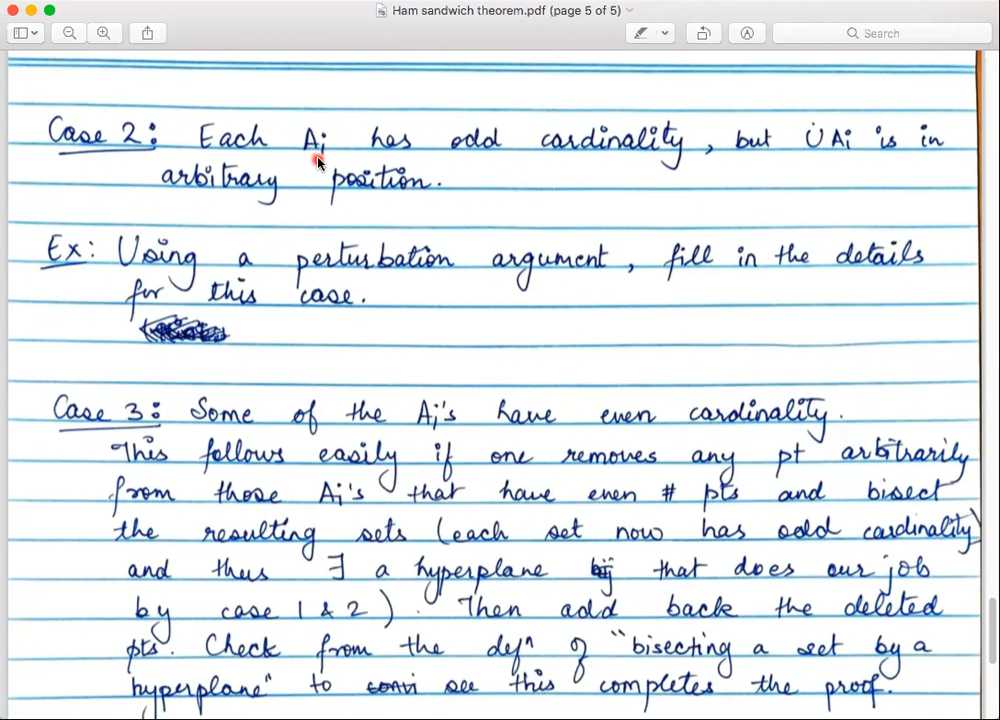 Ham sandwich theorem.pdf (page 5 of 5)
Search
Case 2: Each Ai has odd cardinality, but ∪̇Ai is in
arbitrary position.
Ex: Using a perturbation argument, fill in the details
for this case.
Case 3: Some of the Ai's have even cardinality.
This follows easily if one removes any pt arbitrarily
from those Ai's that have even # pts and bisect
the resulting sets (each set now has odd cardinality
and thus ∃ a hyperplane that does our job
by case 1 & 2). Then add back the deleted
pts. Check from the defn of "bisecting a set by a
hyperplane" to see this completes the proof.